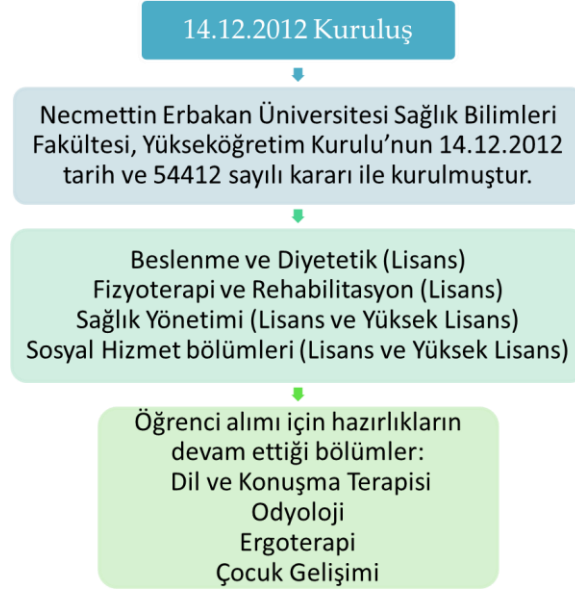 14.12.2012 Kuruluş
Necmettin Erbakan Üniversitesi Sağlık Bilimleri
Fakültesi, Yükseköğretim Kurulu’nun 14.12.2012
tarih ve 54412 sayılı kararı ile kurulmuştur.
Beslenme ve Diyetetik (Lisans)
Fizyoterapi ve Rehabilitasyon (Lisans)
Sağlık Yönetimi (Lisans ve Yüksek Lisans)
Sosyal Hizmet bölümleri (Lisans ve Yüksek Lisans)
Öğrenci alımı için hazırlıkların
devam ettiği bölümler:
Dil ve Konuşma Terapisi
Odyoloji
Ergoterapi
Çocuk Gelişimi